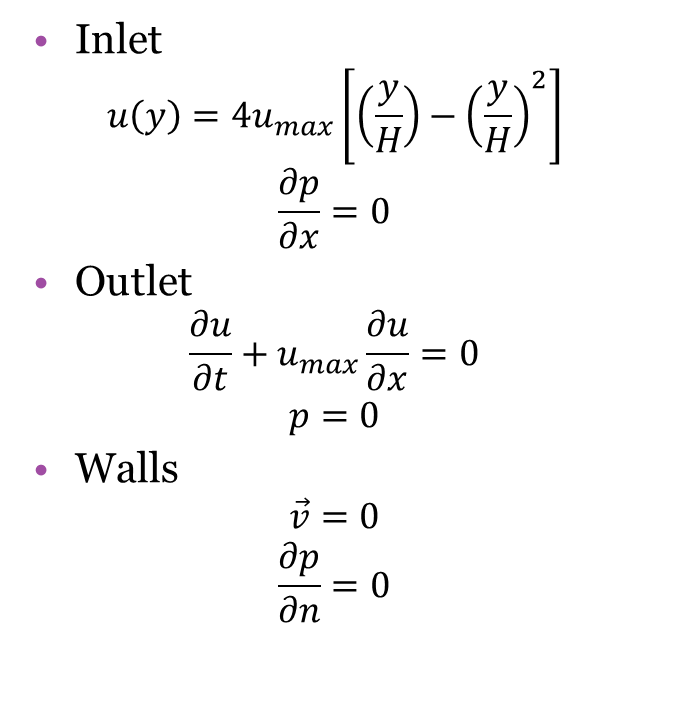 • Inlet
u(y) = 4u_max [(y/H) − (y/H)²]
∂p/∂x = 0
• Outlet
∂u/∂t + u_max ∂u/∂x = 0
p = 0
• Walls
v⃗ = 0
∂p/∂n = 0